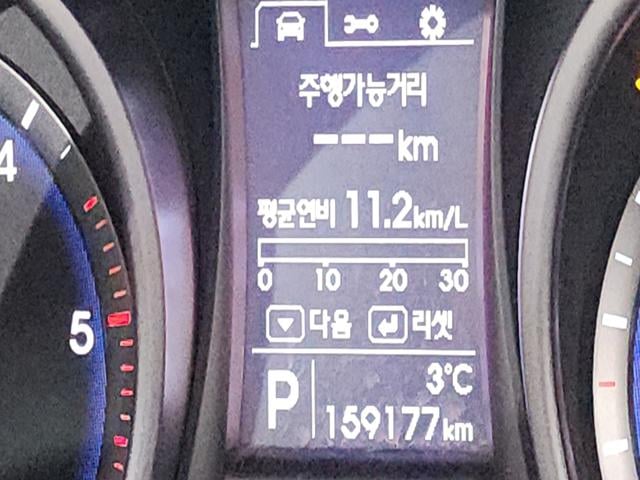 주행가능거리
---km
평균연비 11.2km/L
0 10 20 30
다음 리셋
3°C
P 159177km
4
5